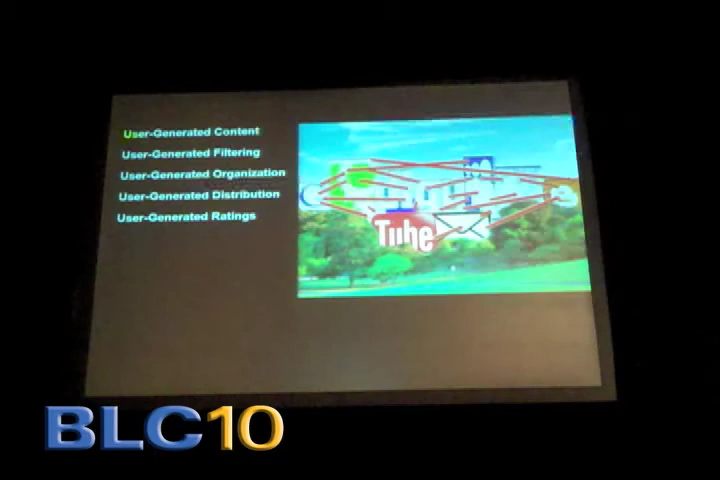 User-Generated Content
User-Generated Filtering
User-Generated Organization
User-Generated Distribution
User-Generated Ratings
Tube
BLC10